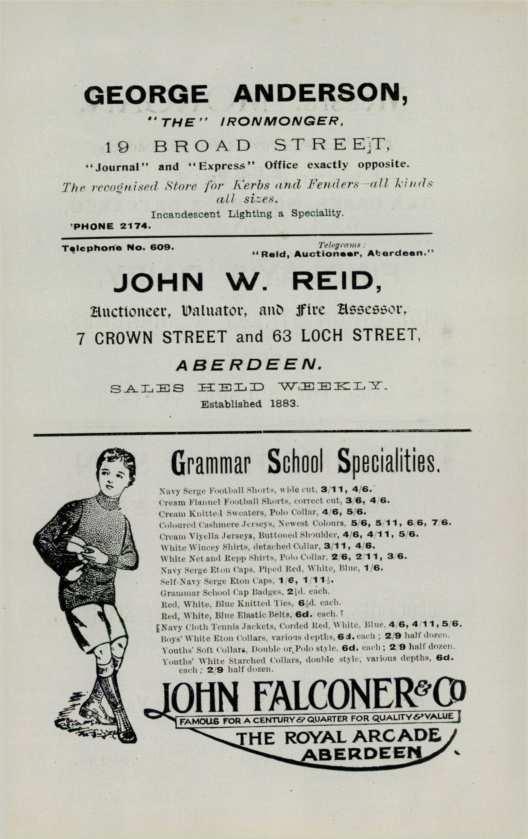 GEORGE ANDERSON,
"THE" IRONMONGER,
19 BROAD STREET,
"Journal" and "Express" Office exactly opposite.
The recognised Store for Kerbs and Fenders—all kinds
all sizes.
Incandescent Lighting a Speciality.
'PHONE 2174.
Telephone No. 609.
Telegrams:
"Reid, Auctioneer, Aberdeen."
JOHN W. REID,
Auctioneer, Valuator, and Fire Assessor,
7 CROWN STREET and 63 LOCH STREET,
ABERDEEN.
SALES HELD WEEKLY.
Established 1883.
Grammar School Specialities.
Navy Serge Football Shorts, wide cut, 3/11, 4/6.
Cream Flannel Football Shorts, correct cut, 3/6, 4/6.
Cream Knitted Sweaters, Polo Collar, 4/6, 5/6.
Coloured Cashmere Jerseys, Newest Colours, 5/6, 5/11, 6/6, 7/6.
Cream Viyella Jerseys, Buttoned Shoulder, 4/6, 4/11, 5/6.
White Wincey Shirts, detached Collar, 3/11, 4/6.
White Net and Repp Shirts, Polo Collar, 2/6, 2/11, 3/6.
Navy Serge Eton Caps, Piped Red, White, Blue, 1/6.
Self-Navy Serge Eton Caps, 1/6, 1/11½.
Grammar School Cap Badges, 2½d. each.
Red, White, Blue Knitted Ties, 6½d. each.
Red, White, Blue Elastic Belts, 6d. each.
Navy Cloth Tennis Jackets, Corded Red, White, Blue, 4/6, 4/11, 5/6.
Boys' White Eton Collars, various depths, 6d. each; 2/9 half dozen.
Youths' Soft Collars, Double or Polo style, 6d. each; 2/9 half dozen.
Youths' White Starched Collars, double style, various depths, 6d.
each; 2/9 half dozen.
JOHN FALCONER & CO
FAMOUS FOR A CENTURY & QUARTER FOR QUALITY & VALUE
THE ROYAL ARCADE
ABERDEEN